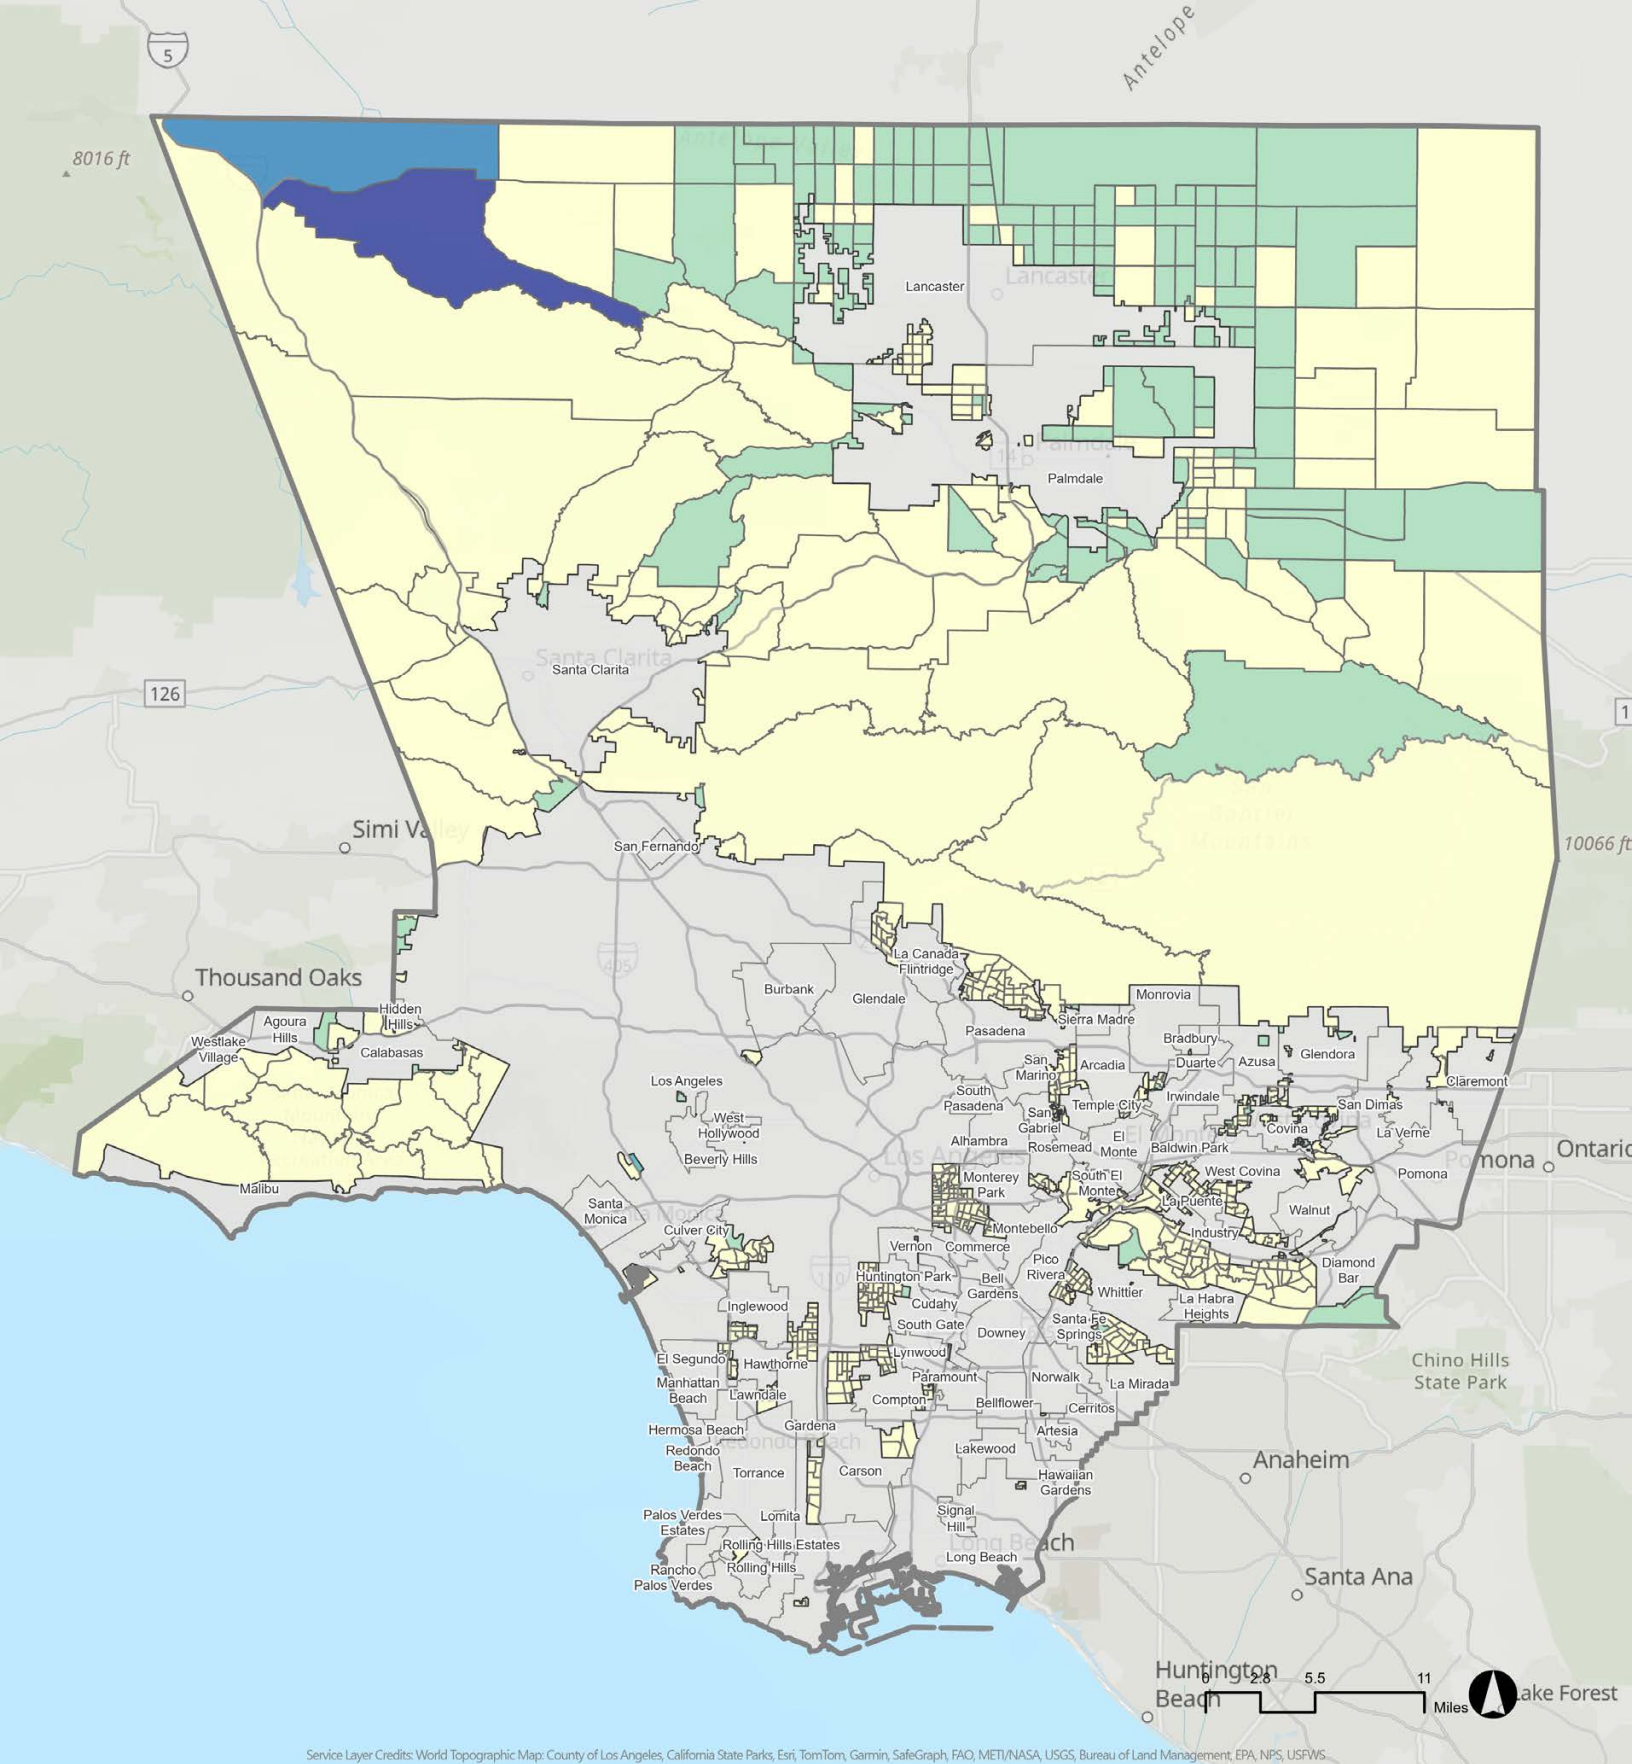 5
Antelope
8016 ft
Antelope Valley
Lancaster
Lancaster
14
Palmdale
Palmdale
Santa Clarita
Santa Clarita
126
1
San
Gabriel
Mountains
Simi Valley
San Fernando
10066 ft
405
La Canada
Flintridge
Thousand Oaks
Burbank
Glendale
Monrovia
Hidden
Hills
Agoura
Hills
Sierra Madre
Pasadena
Westlake
Village
Calabasas
Bradbury
Duarte
Azusa
Glendora
San
Marino
Arcadia
Claremont
Los Angeles
South
Pasadena
Irwindale
Temple City
San Dimas
San
Gabriel
West
Hollywood
Covina
La Verne
El
Monte
El Monte
Rosemead
Baldwin Park
Alhambra
Los Angeles
Beverly Hills
Pomona
Ontario
Monterey
Park
South El
Monte
West Covina
Pomona
Malibu
La Puente
Walnut
Santa
Monica
Santa Monica
Culver City
Montebello
Industry
Vernon
Commerce
Pico
Rivera
Diamond
Bar
110
Huntington Park
Bell
Gardens
Whittier
La Habra
Heights
Inglewood
Cudahy
South Gate
Santa Fe
Springs
Downey
El Segundo
Hawthorne
Lynwood
Chino Hills
State Park
Manhattan
Beach
Lawndale
Paramount
Norwalk
La Mirada
Compton
Bellflower
Cerritos
Hermosa Beach
Gardena
Artesia
Redondo Beach
Redondo
Beach
Lakewood
Anaheim
Torrance
Carson
Hawaiian
Gardens
Palos Verdes
Estates
Lomita
Signal
Hill
Rolling Hills Estates
Long Beach
Long Beach
Rancho
Palos Verdes
Rolling Hills
Santa Ana
Huntington
Beach
0 2.8 5.5 11
Miles
Lake Forest
Service Layer Credits: World Topographic Map: County of Los Angeles, California State Parks, Esri, TomTom, Garmin, SafeGraph, FAO, METI/NASA, USGS, Bureau of Land Management, EPA, NPS, USFWS